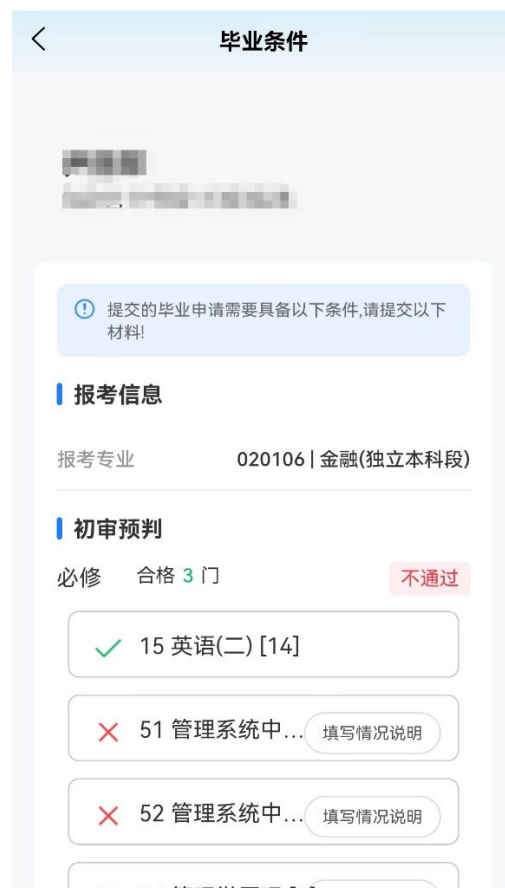 毕业条件
提交的毕业申请需要具备以下条件,请提交以下
材料!
报考信息
报考专业 020106 | 金融(独立本科段)
初审预判
必修 合格 3 门 不通过
15 英语(二) [14]
51 管理系统中... 填写情况说明
52 管理系统中... 填写情况说明